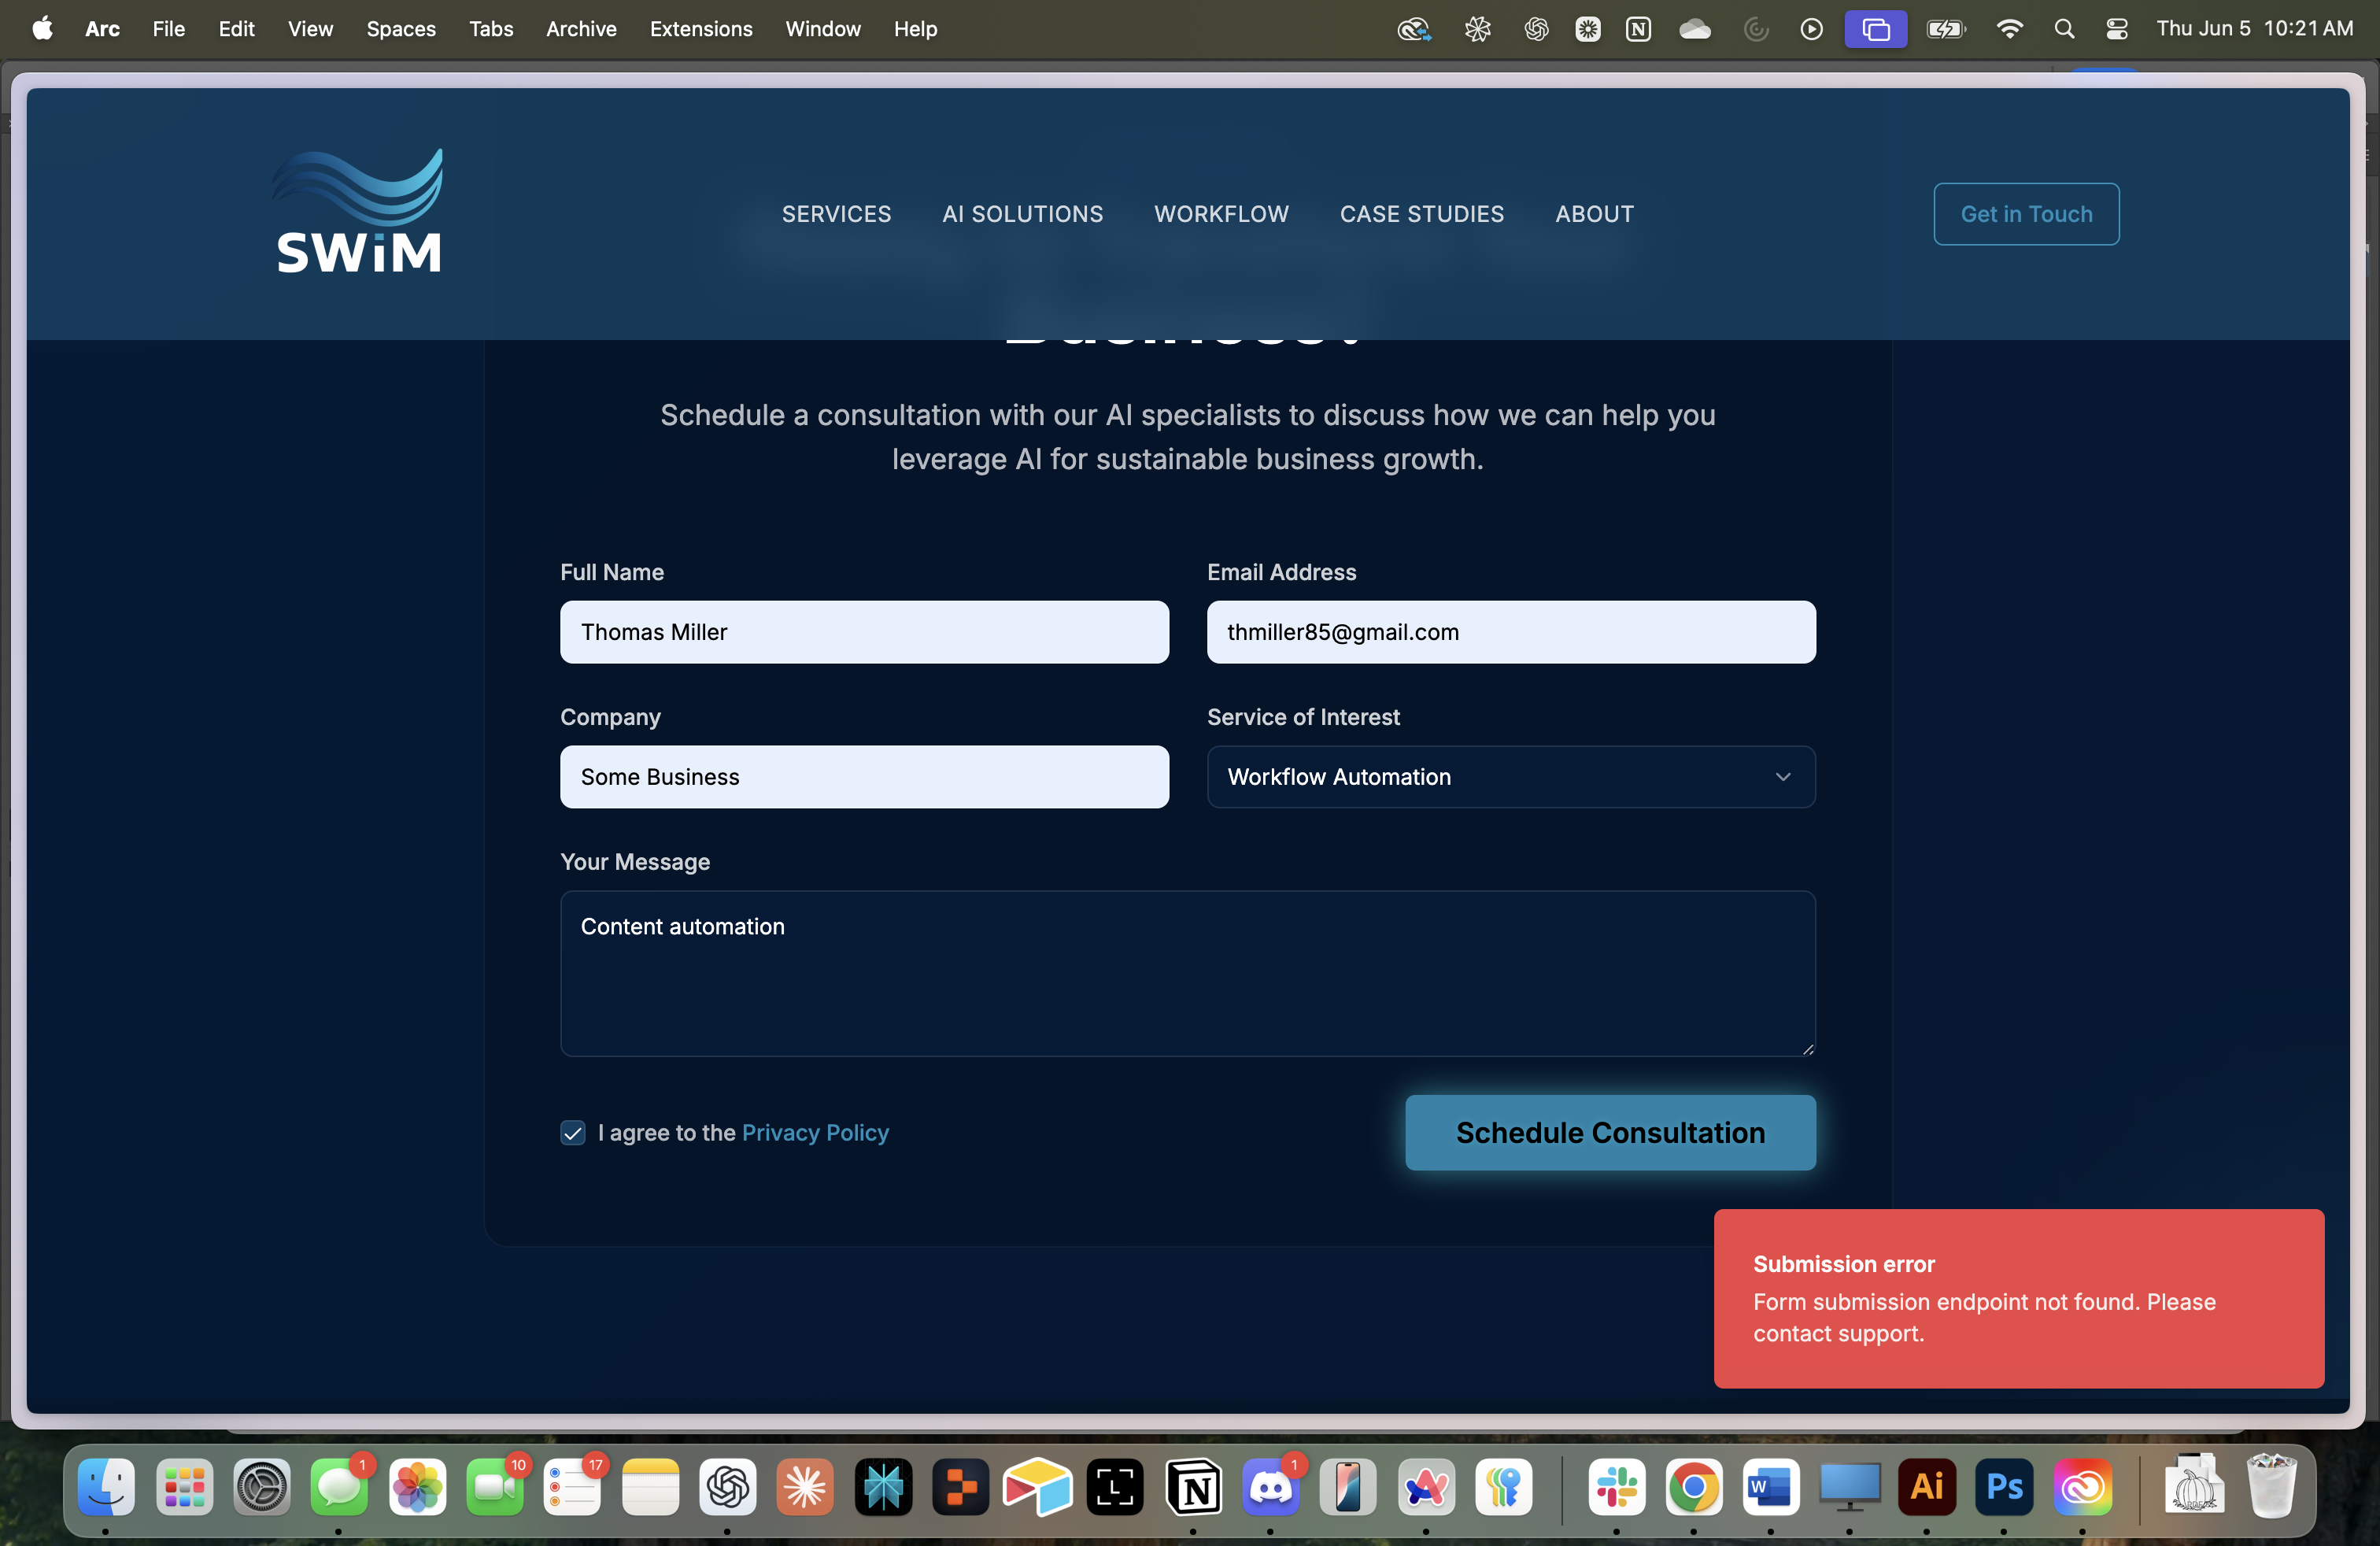 Arc File Edit View Spaces Tabs Archive Extensions Window Help Thu Jun 5 10:21 AM
SWiM
SERVICES AI SOLUTIONS WORKFLOW CASE STUDIES ABOUT
Get in Touch
Schedule a consultation with our AI specialists to discuss how we can help you
leverage AI for sustainable business growth.
Full Name
Thomas Miller
Email Address
thmiller85@gmail.com
Company
Some Business
Service of Interest
Workflow Automation
Your Message
Content automation
I agree to the Privacy Policy
Schedule Consultation
Submission error
Form submission endpoint not found. Please
contact support.
1
10
17
N
1
W
Ai
Ps